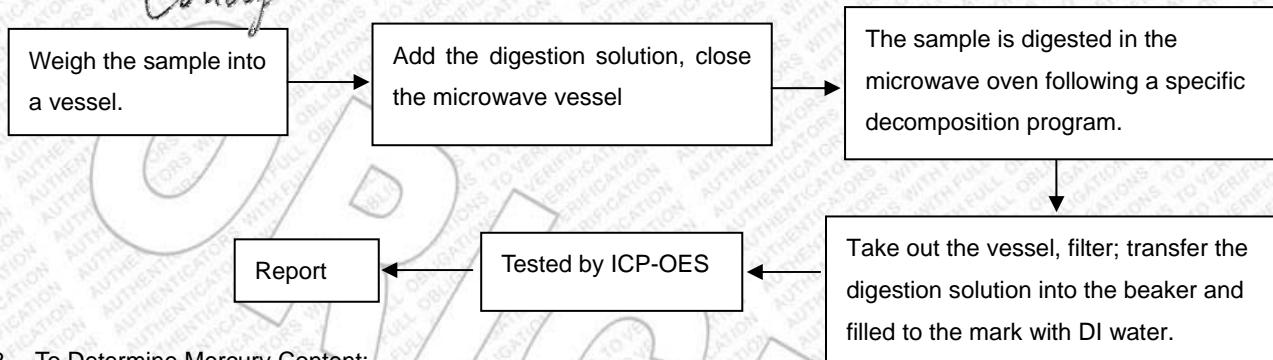 Weigh the sample into
a vessel.
Add the digestion solution, close
the microwave vessel
The sample is digested in the
microwave oven following a specific
decomposition program.
Take out the vessel, filter; transfer the
digestion solution into the beaker and
filled to the mark with DI water.
Tested by ICP-OES
Report
To Determine Mercury Content:
ORI